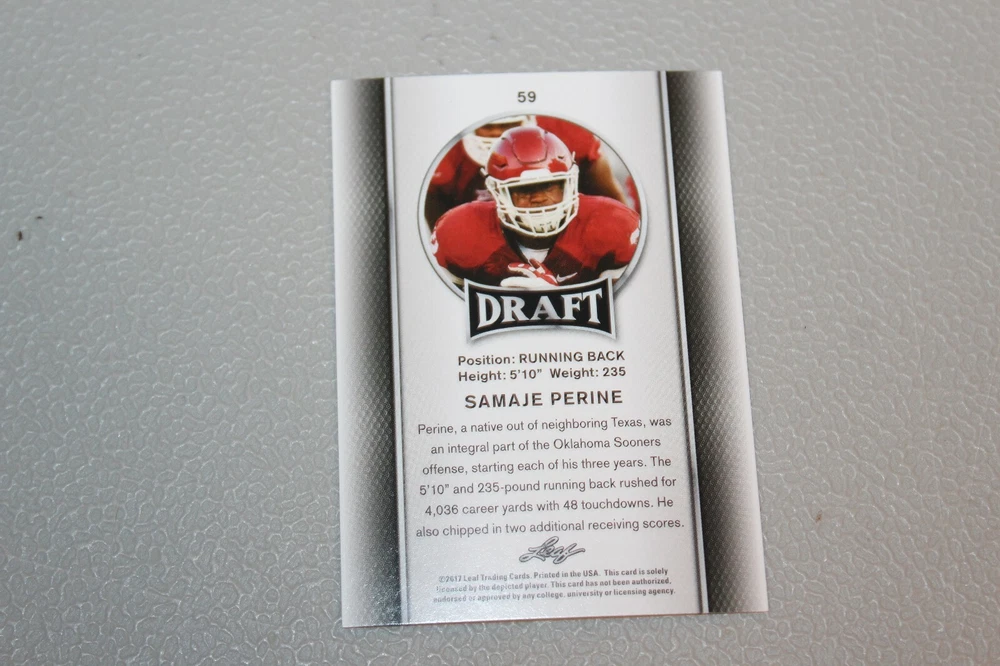 59
DRAFT
Position: RUNNING BACK
Height: 5'10" Weight: 235
SAMAJE PERINE
Perine, a native out of neighboring Texas, was
an integral part of the Oklahoma Sooners
offense, starting each of his three years. The
5'10" and 235-pound running back rushed for
4,036 career yards with 48 touchdowns. He
also chipped in two additional receiving scores.
Leaf
©2017 Leaf Trading Cards. Printed in the USA. This card is solely
licensed by the depicted player. This card has not been authorized,
endorsed or approved by any college, university or licensing agency.